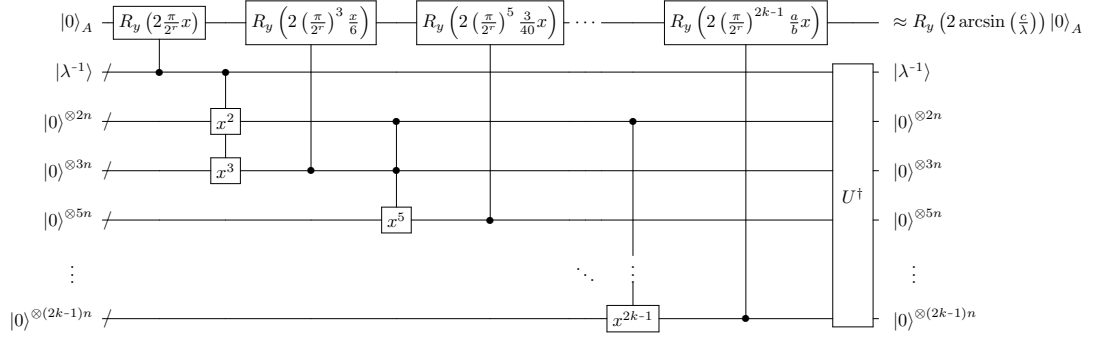 |0⟩_A R_y(2 π/2^r x) R_y(2 (π/2^r)^3 x/6) R_y(2 (π/2^r)^5 3/40 x) ⋯ R_y(2 (π/2^r)^{2k-1} a/b x) ≈ R_y(2 arcsin(c/λ)) |0⟩_A
|λ^{-1}⟩ |λ^{-1}⟩
|0⟩^{⊗2n} x^2 |0⟩^{⊗2n}
|0⟩^{⊗3n} x^3 |0⟩^{⊗3n}
U^†
|0⟩^{⊗5n} x^5 |0⟩^{⊗5n}
⋮ ⋱ ⋮ ⋮
|0⟩^{⊗(2k-1)n} x^{2k-1} |0⟩^{⊗(2k-1)n}